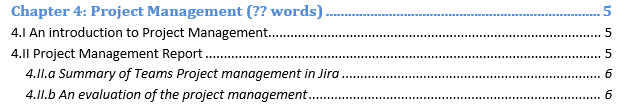 Chapter 4: Project Management (?? words) ........ 5
4.I An introduction to Project Management........ 5
4.II Project Management Report ........ 5
4.II.a Summary of Teams Project management in Jira ........ 6
4.II.b An evaluation of the project management........ 6